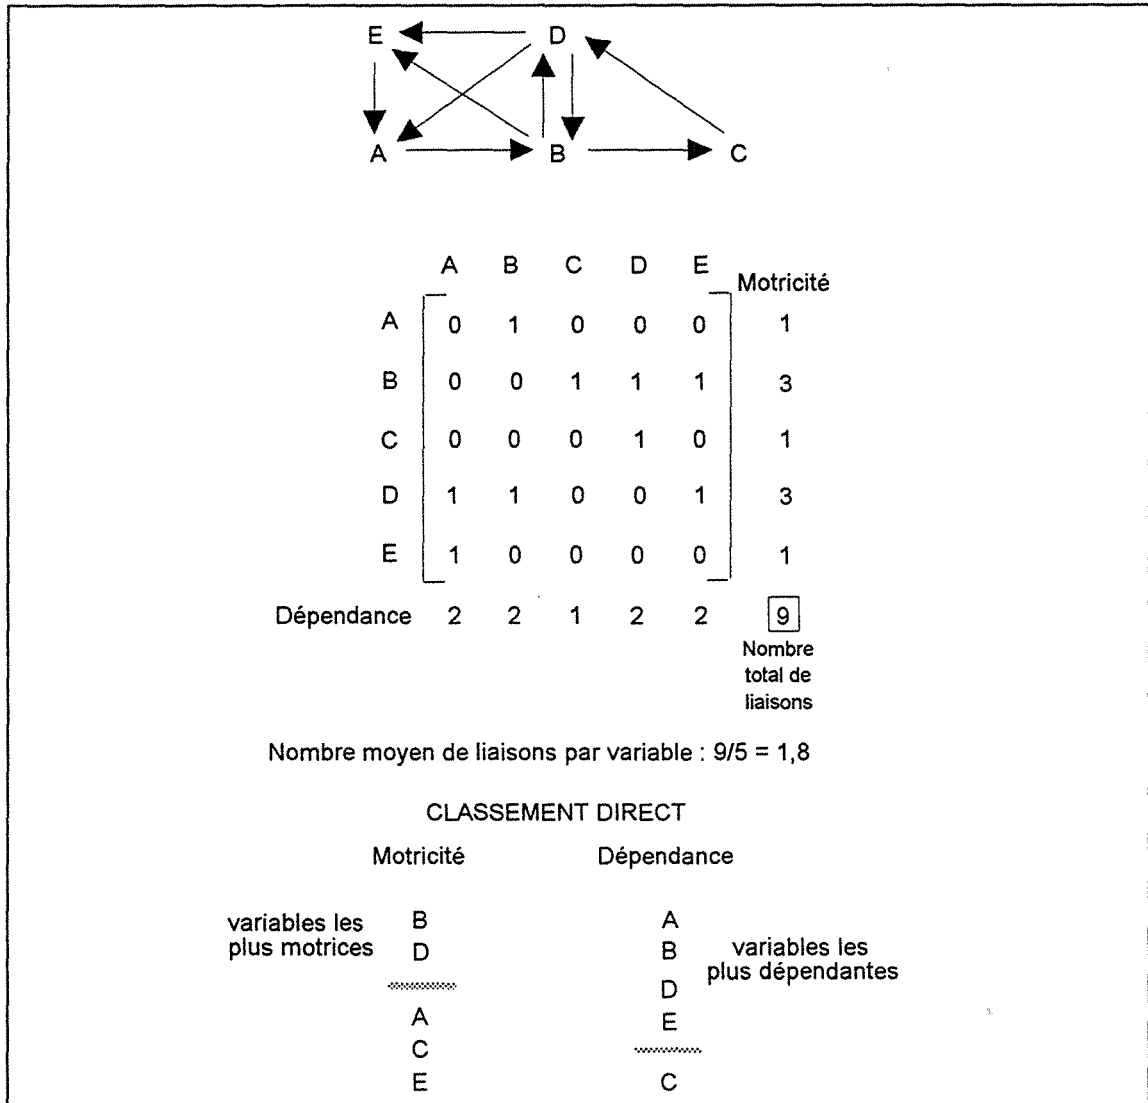 E D
A B C
A B C D E Motricité
A 0 1 0 0 0 1
B 0 0 1 1 1 3
C 0 0 0 1 0 1
D 1 1 0 0 1 3
E 1 0 0 0 0 1
Dépendance 2 2 1 2 2 9
Nombre
total de
liaisons
Nombre moyen de liaisons par variable : 9/5 = 1,8
CLASSEMENT DIRECT
Motricité Dépendance
variables les
plus motrices
B
D
A
C
E
A
B
D
E
C
variables les
plus dépendantes